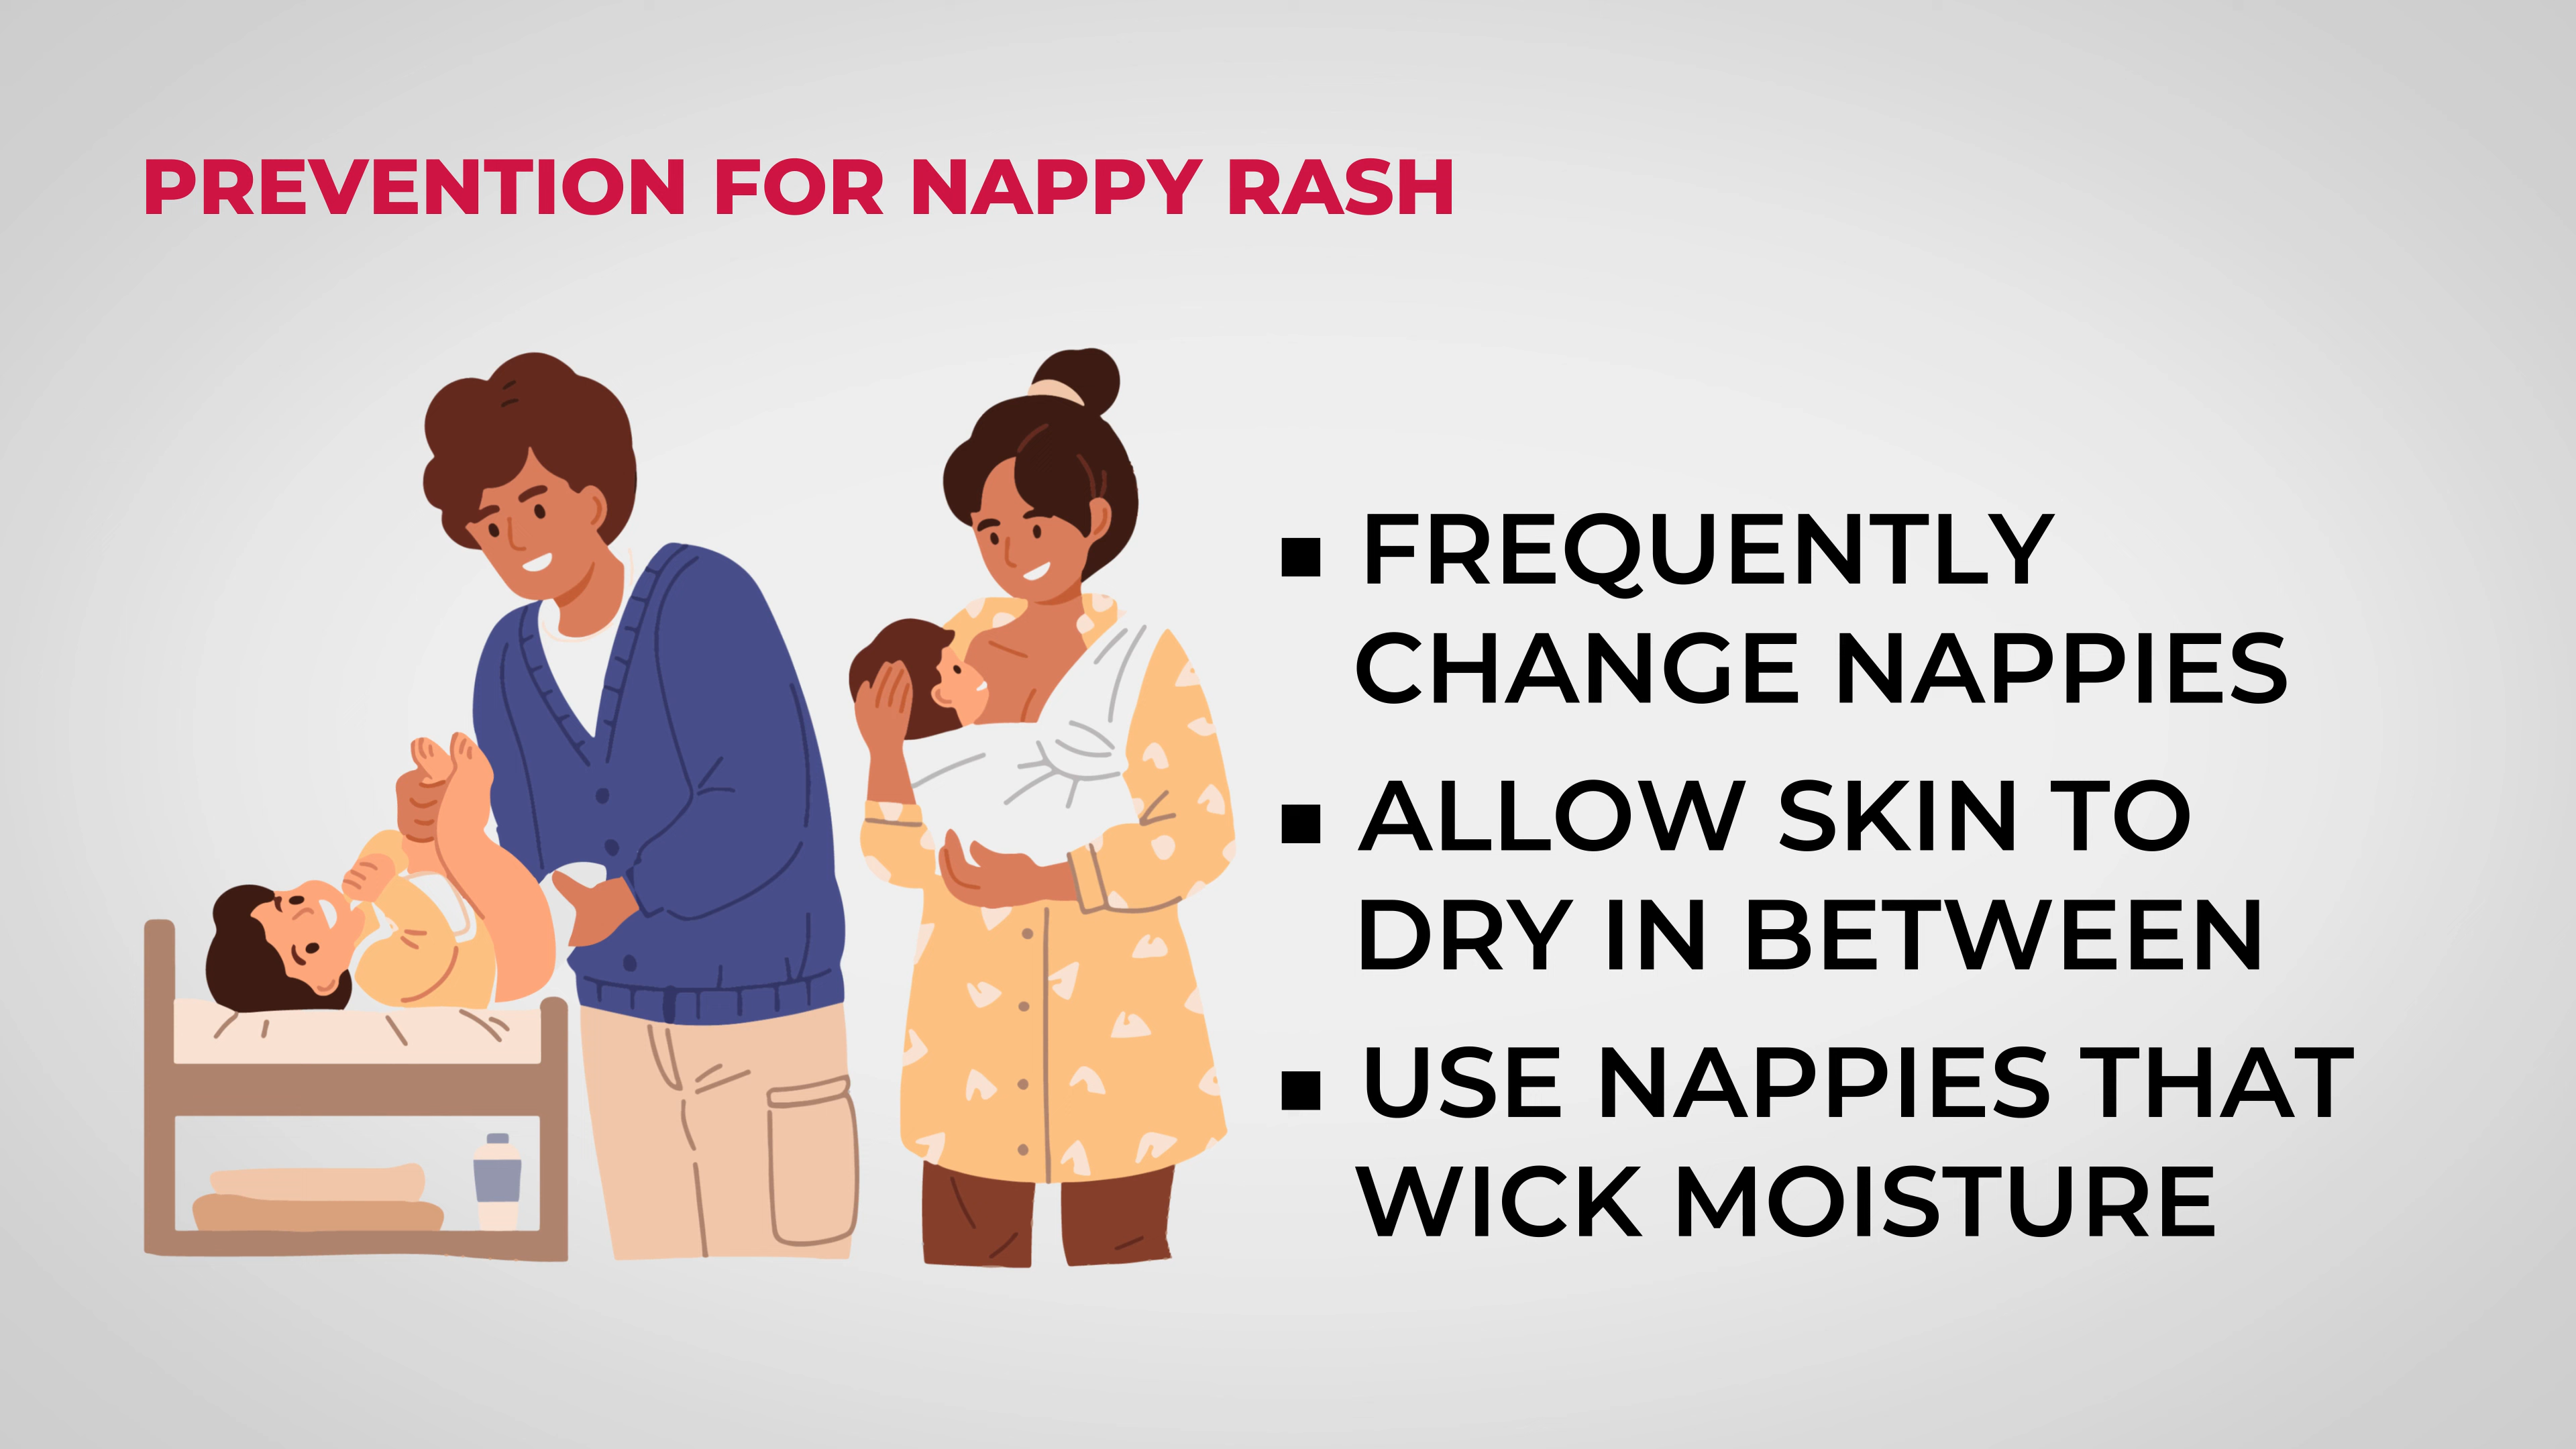 PREVENTION FOR NAPPY RASH
▪ FREQUENTLY
CHANGE NAPPIES
▪ ALLOW SKIN TO
DRY IN BETWEEN
▪ USE NAPPIES THAT
WICK MOISTURE